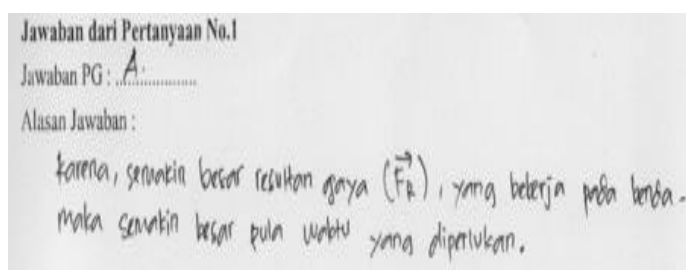 Jawaban dari Pertanyaan No.1
Jawaban PG : ..A...............
Alasan Jawaban :
karena, semakin besar resultan gaya (F⃗R), yang bekerja pada benda.
Maka semakin besar pula waktu yang diperlukan.